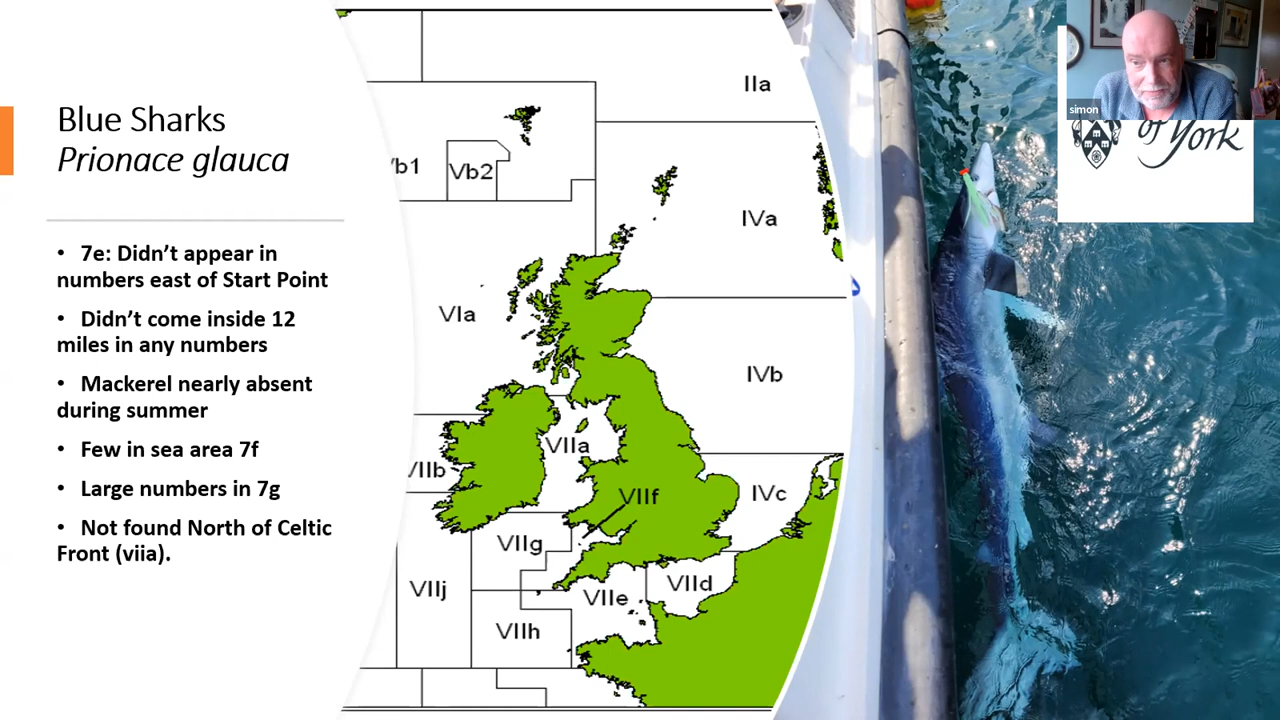 Blue Sharks
Prionace glauca
• 7e: Didn’t appear in
numbers east of Start Point
• Didn’t come inside 12
miles in any numbers
• Mackerel nearly absent
during summer
• Few in sea area 7f
• Large numbers in 7g
• Not found North of Celtic
Front (viia).
IIa
Vb1
Vb2
IVa
VIa
IVb
VIIa
VIIb
VIIf
IVc
VIIg
VIIj
VIIe
VIId
VIIh
simon
of York